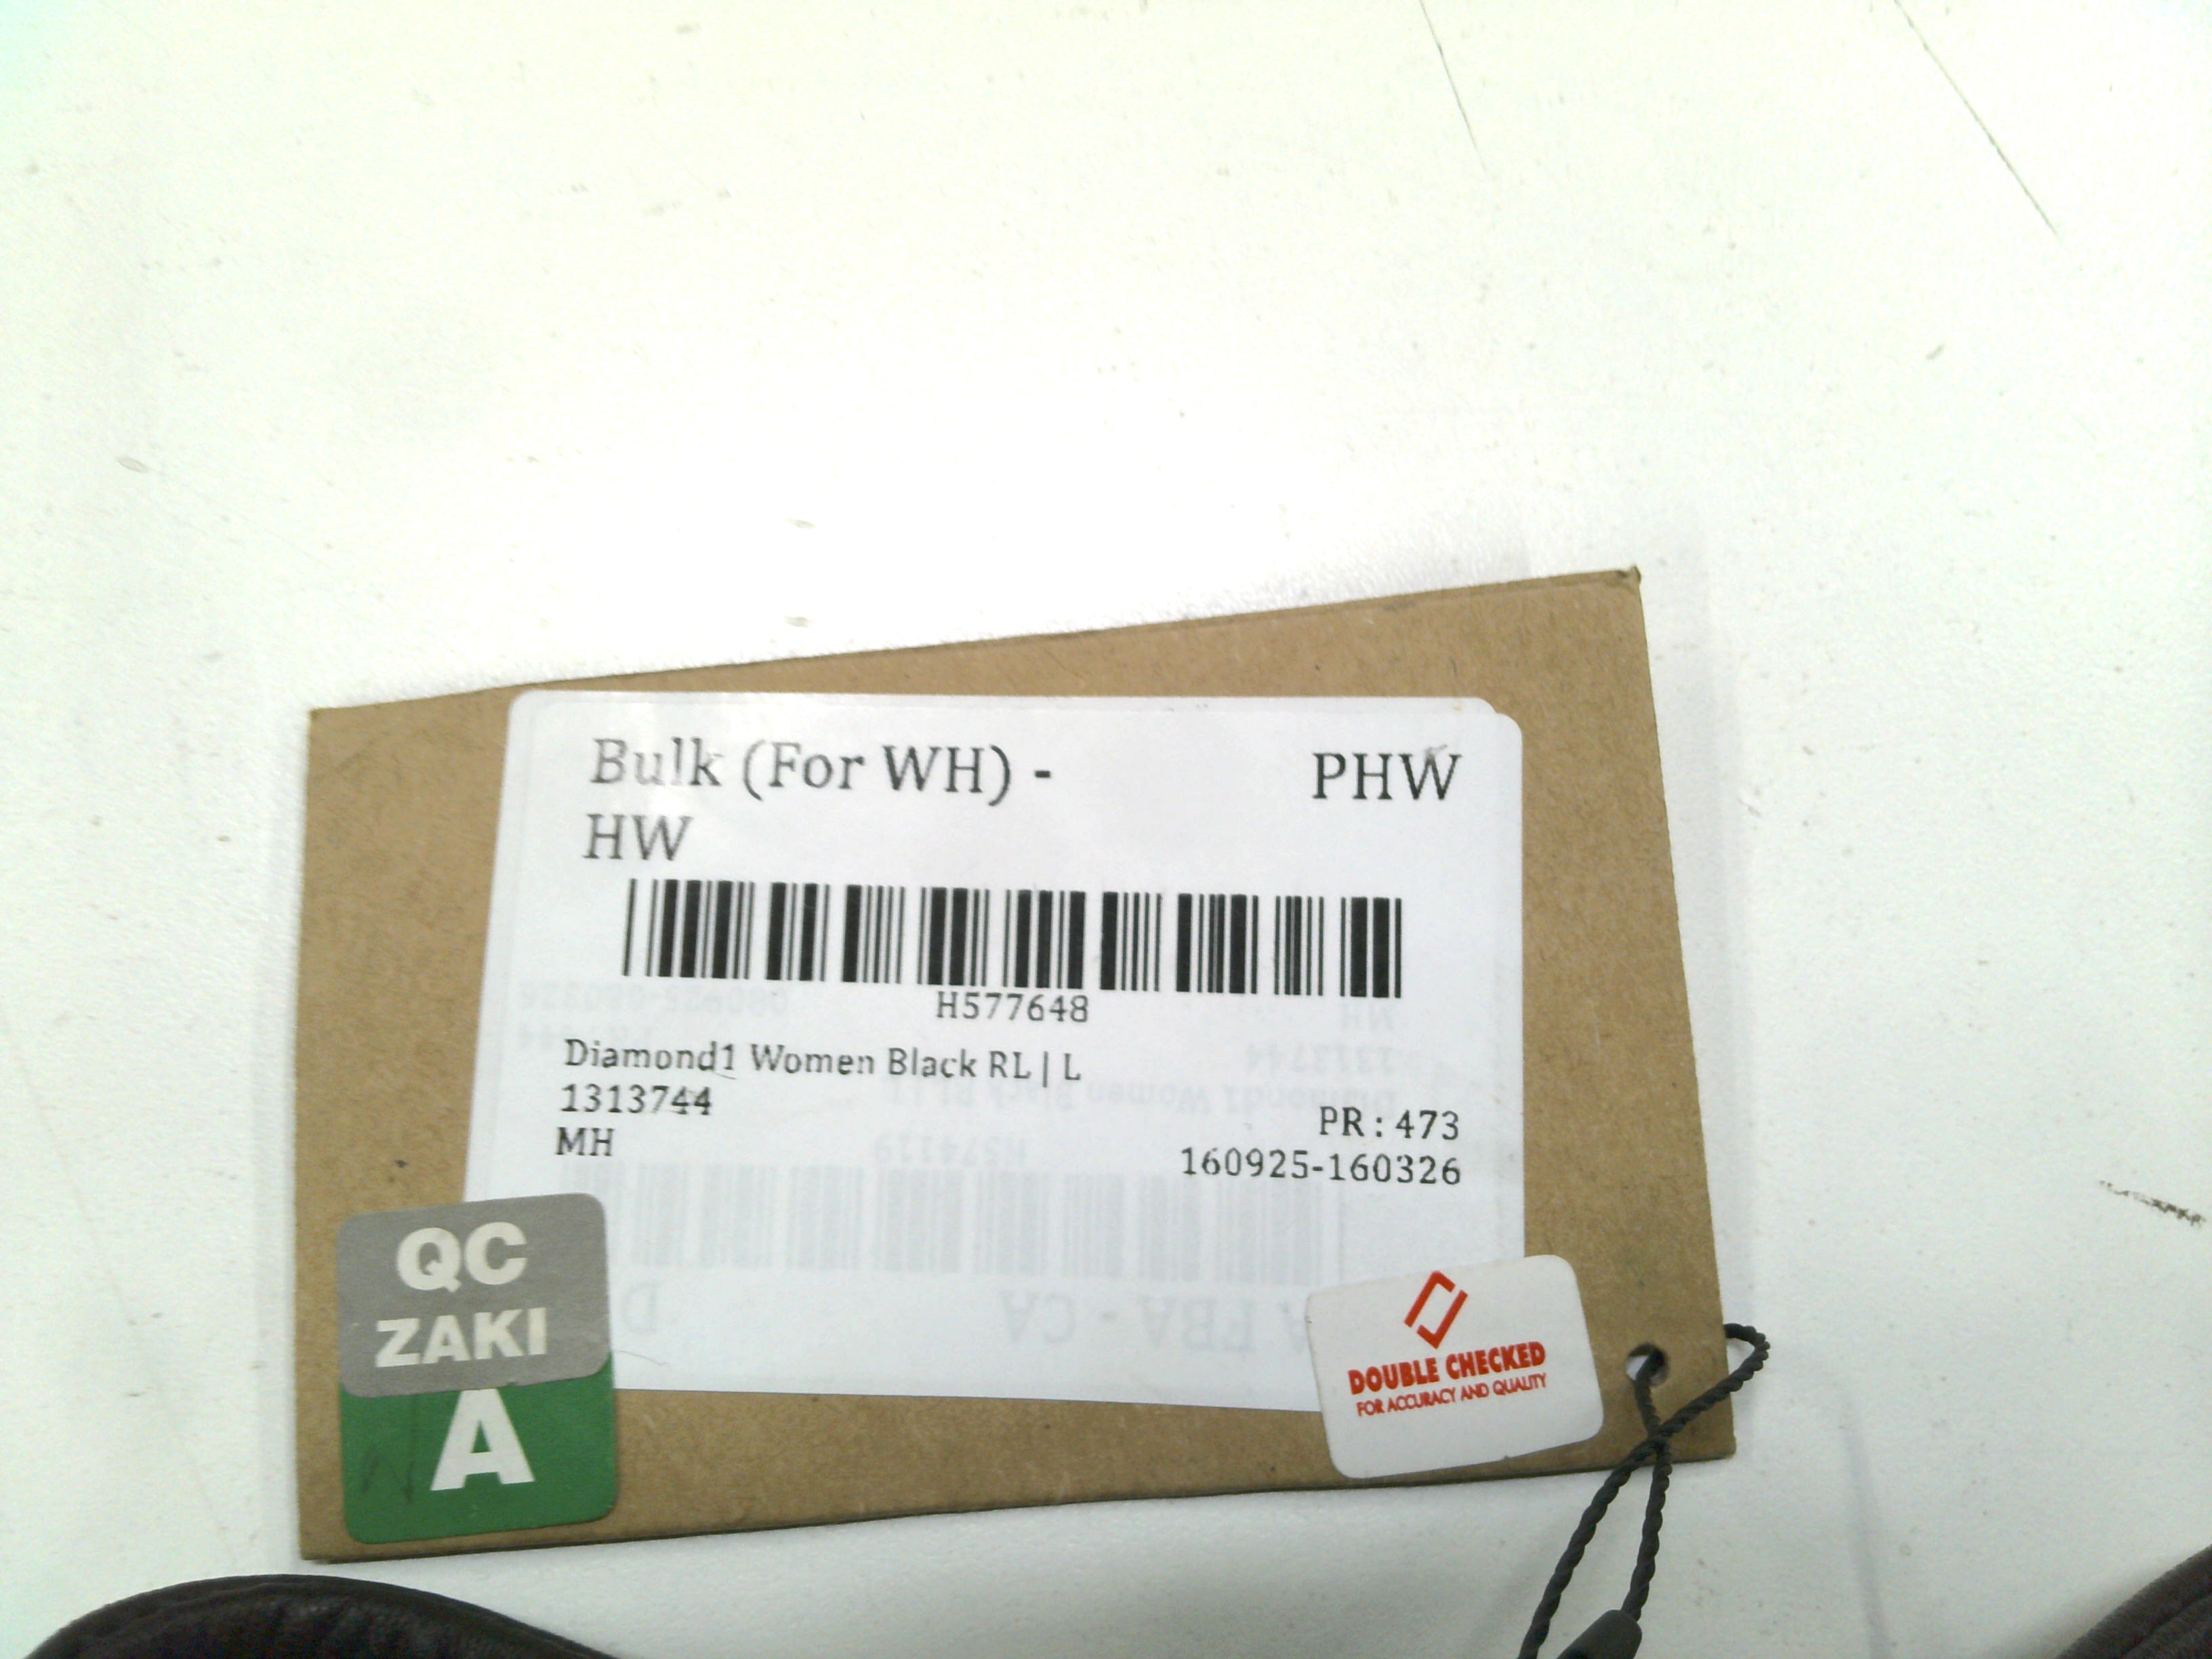 Bulk (For WH) - PHW
HW
H577648
Diamond1 Women Black RL | L
1313744
PR : 473
MH
160925-160326
QC
ZAKI
A
DOUBLE CHECKED
FOR ACCURACY AND QUALITY